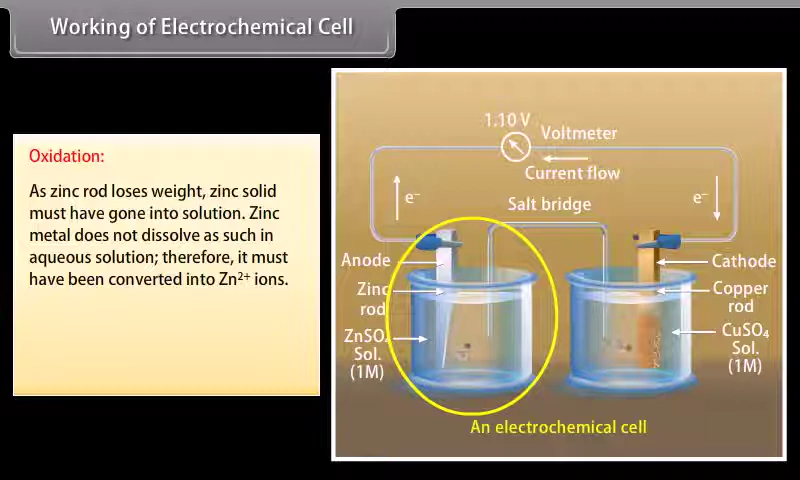 Working of Electrochemical Cell
Oxidation:
As zinc rod loses weight, zinc solid
must have gone into solution. Zinc
metal does not dissolve as such in
aqueous solution; therefore, it must
have been converted into Zn²⁺ ions.
1.10 V
Voltmeter
Current flow
e⁻
e⁻
Salt bridge
Anode
Cathode
Zinc
rod
Copper
rod
ZnSO₄
Sol.
(1M)
CuSO₄
Sol.
(1M)
An electrochemical cell